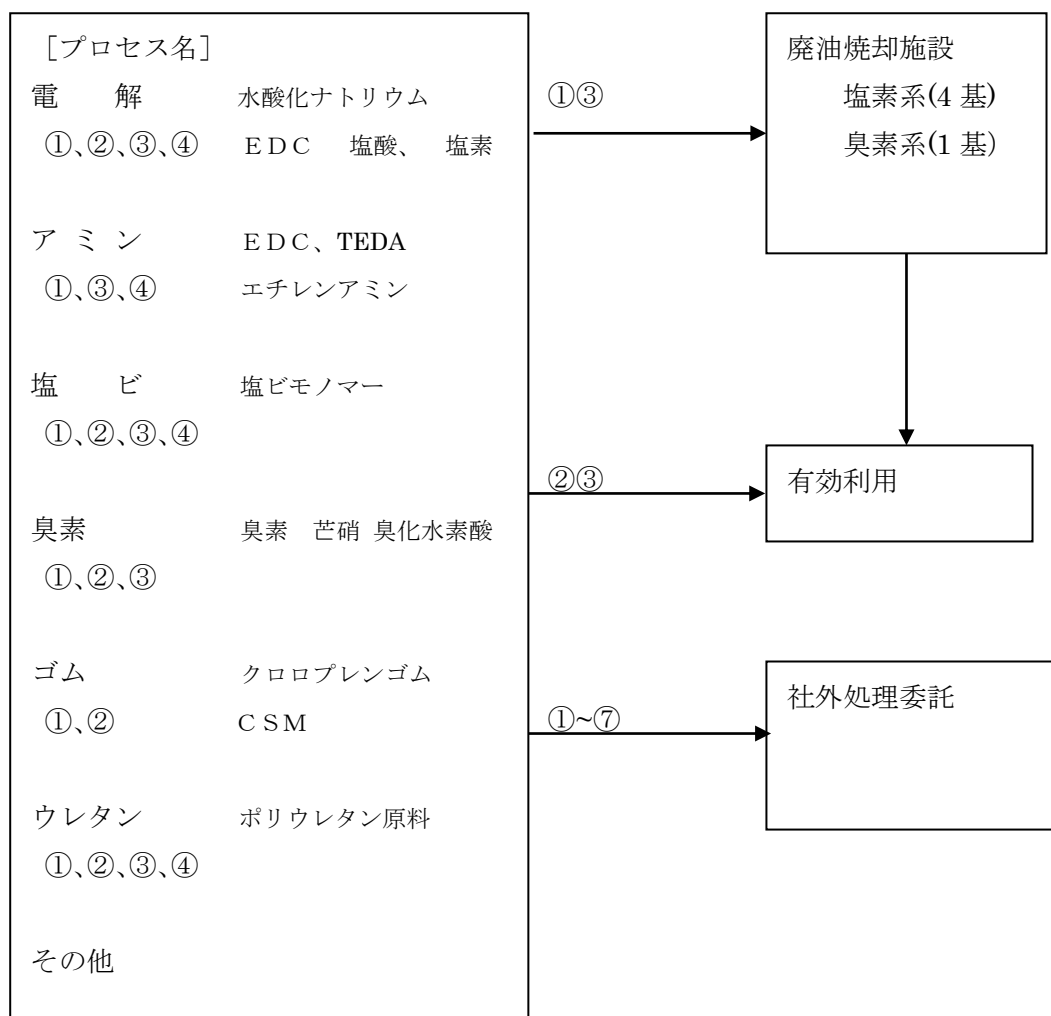 ［プロセス名］
電　　解　　水酸化ナトリウム
①、②、③、④　ＥＤＣ　塩酸、　塩素
ア ミ ン　　ＥＤＣ、TEDA
①、③、④　　エチレンアミン
塩　　ビ　　塩ビモノマー
①、②、③、④
臭素　　臭素　芒硝 臭化水素酸
①、②、③
ゴム　　クロロプレンゴム
①、②　　ＣＳＭ
ウレタン　　ポリウレタン原料
①、②、③、④
その他
①③
②③
①~⑦
廃油焼却施設
塩素系(4 基)
臭素系(1 基)
有効利用
社外処理委託